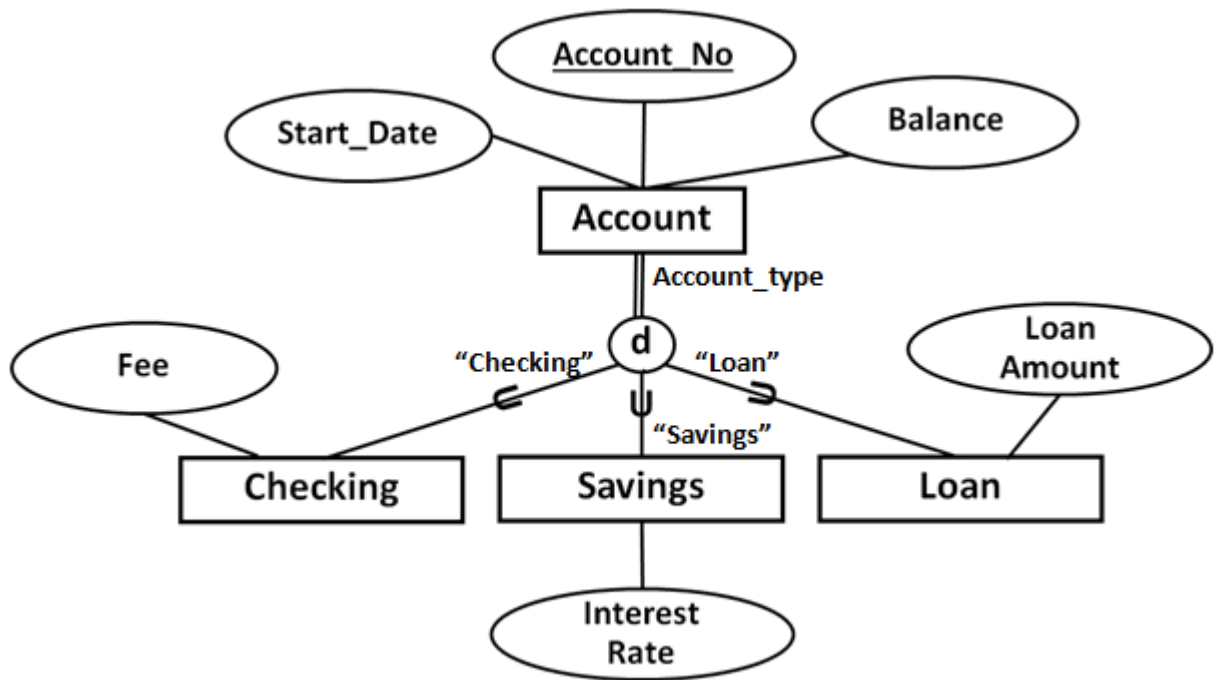 Account_No
Start_Date
Balance
Account
Account_type
d
Fee
“Checking”
“Loan”
Loan
Amount
“Savings”
Checking
Savings
Loan
Interest
Rate